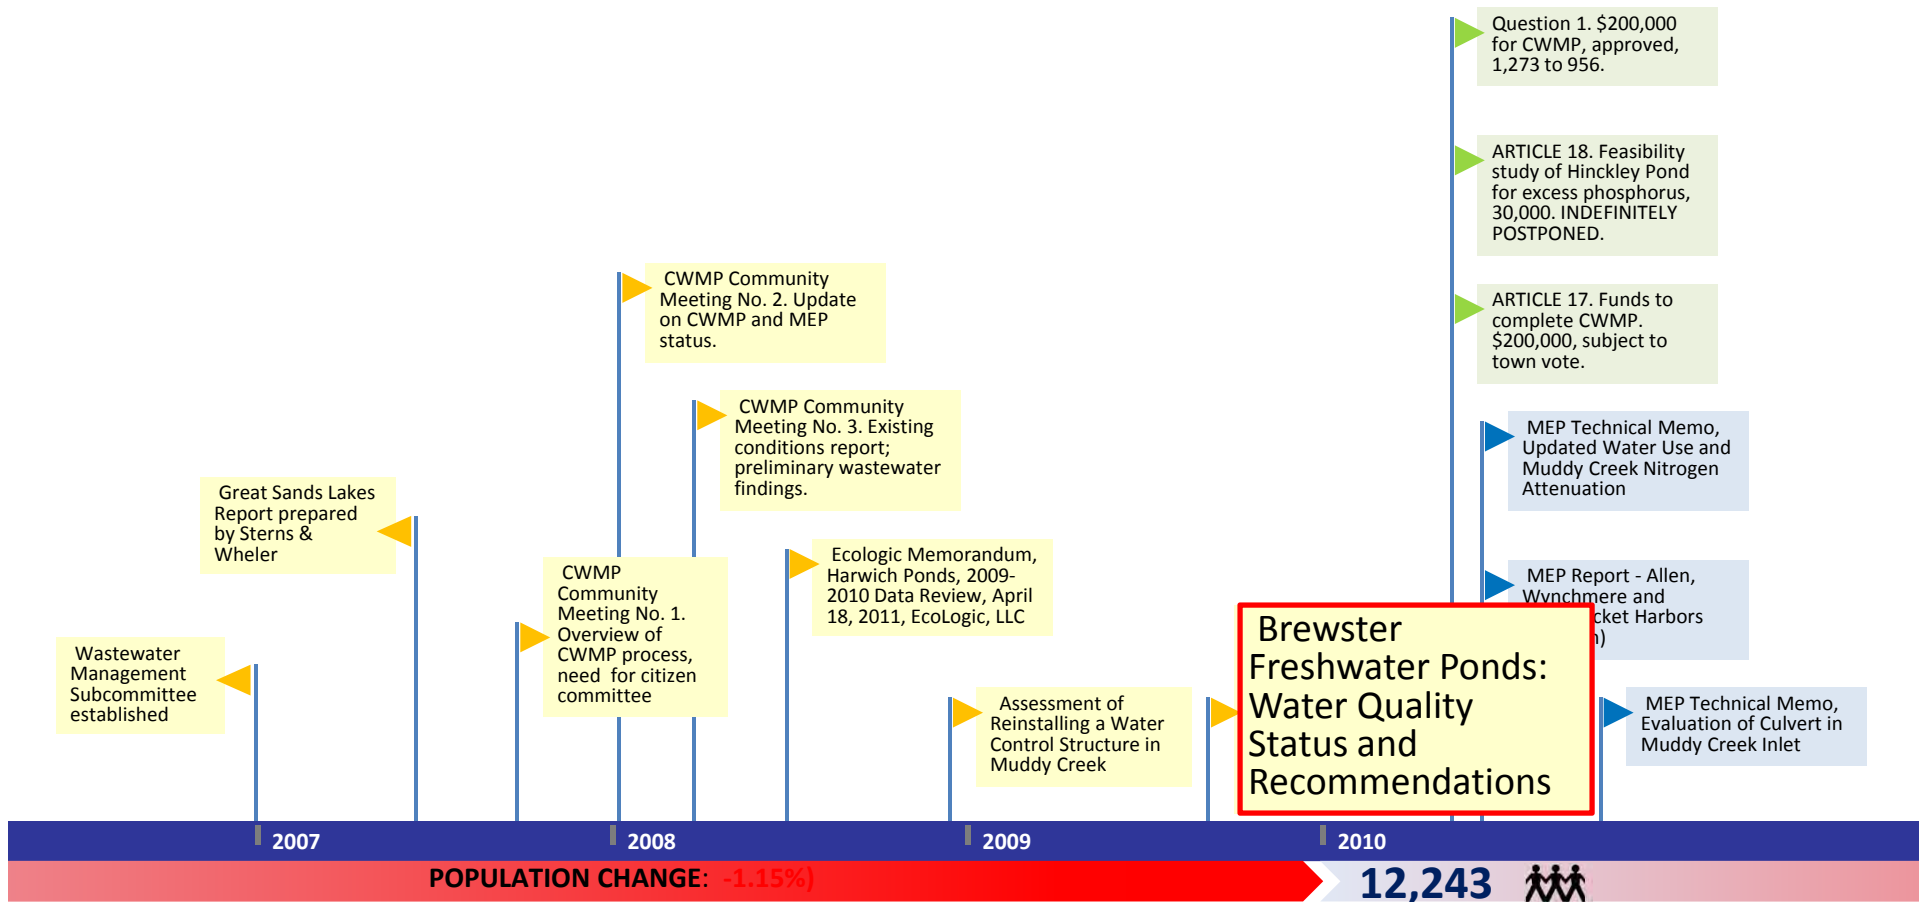 Question 1. $200,000
for CWMP, approved,
1,273 to 956.
ARTICLE 18. Feasibility
study of Hinckley Pond
for excess phosphorus,
30,000. INDEFINITELY
POSTPONED.
ARTICLE 17. Funds to
complete CWMP.
$200,000, subject to
town vote.
CWMP Community
Meeting No. 2. Update
on CWMP and MEP
status.
CWMP Community
Meeting No. 3. Existing
conditions report;
preliminary wastewater
findings.
MEP Technical Memo,
Updated Water Use and
Muddy Creek Nitrogen
Attenuation
Great Sands Lakes
Report prepared
by Sterns &
Wheler
CWMP
Community
Meeting No. 1.
Overview of
CWMP process,
need for citizen
committee
Ecologic Memorandum,
Harwich Ponds, 2009-
2010 Data Review, April
18, 2011, EcoLogic, LLC
MEP Report - Allen,
Wynchmere and
Harbors
Wastewater
Management
Subcommittee
established
Assessment of
Reinstalling a Water
Control Structure in
Muddy Creek
Brewster
Freshwater Ponds:
Water Quality
Status and
Recommendations
MEP Technical Memo,
Evaluation of Culvert in
Muddy Creek Inlet
2007
2008
2009
2010
POPULATION CHANGE: -1.15%)
12,243